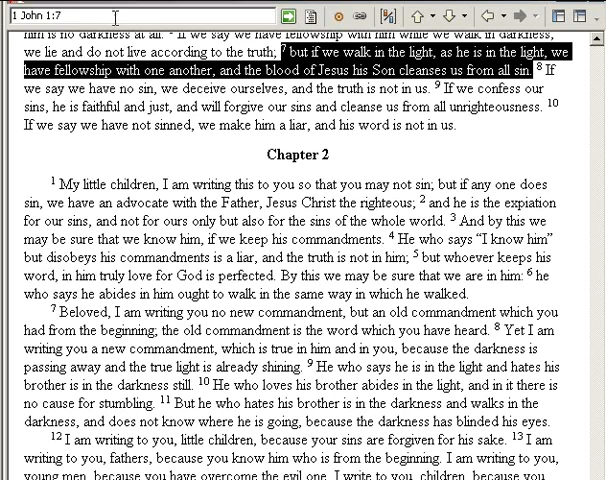 1 John 1:7
him is no darkness at all. 6 If we say we have fellowship with him while we walk in darkness,
we lie and do not live according to the truth; 7 but if we walk in the light, as he is in the light, we
have fellowship with one another, and the blood of Jesus his Son cleanses us from all sin. 8 If
we say we have no sin, we deceive ourselves, and the truth is not in us. 9 If we confess our
sins, he is faithful and just, and will forgive our sins and cleanse us from all unrighteousness. 10
If we say we have not sinned, we make him a liar, and his word is not in us.
Chapter 2
1 My little children, I am writing this to you so that you may not sin; but if any one does
sin, we have an advocate with the Father, Jesus Christ the righteous; 2 and he is the expiation
for our sins, and not for ours only but also for the sins of the whole world. 3 And by this we
may be sure that we know him, if we keep his commandments. 4 He who says “I know him”
but disobeys his commandments is a liar, and the truth is not in him; 5 but whoever keeps his
word, in him truly love for God is perfected. By this we may be sure that we are in him: 6 he
who says he abides in him ought to walk in the same way in which he walked.
7 Beloved, I am writing you no new commandment, but an old commandment which you
had from the beginning; the old commandment is the word which you have heard. 8 Yet I am
writing you a new commandment, which is true in him and in you, because the darkness is
passing away and the true light is already shining. 9 He who says he is in the light and hates his
brother is in the darkness still. 10 He who loves his brother abides in the light, and in it there is
no cause for stumbling. 11 But he who hates his brother is in the darkness and walks in the
darkness, and does not know where he is going, because the darkness has blinded his eyes.
12 I am writing to you, little children, because your sins are forgiven for his sake. 13 I am
writing to you, fathers, because you know him who is from the beginning. I am writing to you,
young men, because you have overcome the evil one. I write to you, children, because you